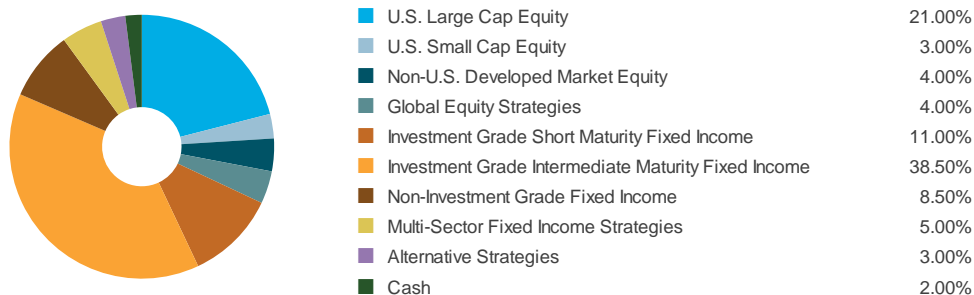 U.S. Large Cap Equity 21.00%
U.S. Small Cap Equity 3.00%
Non-U.S. Developed Market Equity 4.00%
Global Equity Strategies 4.00%
Investment Grade Short Maturity Fixed Income 11.00%
Investment Grade Intermediate Maturity Fixed Income 38.50%
Non-Investment Grade Fixed Income 8.50%
Multi-Sector Fixed Income Strategies 5.00%
Alternative Strategies 3.00%
Cash 2.00%